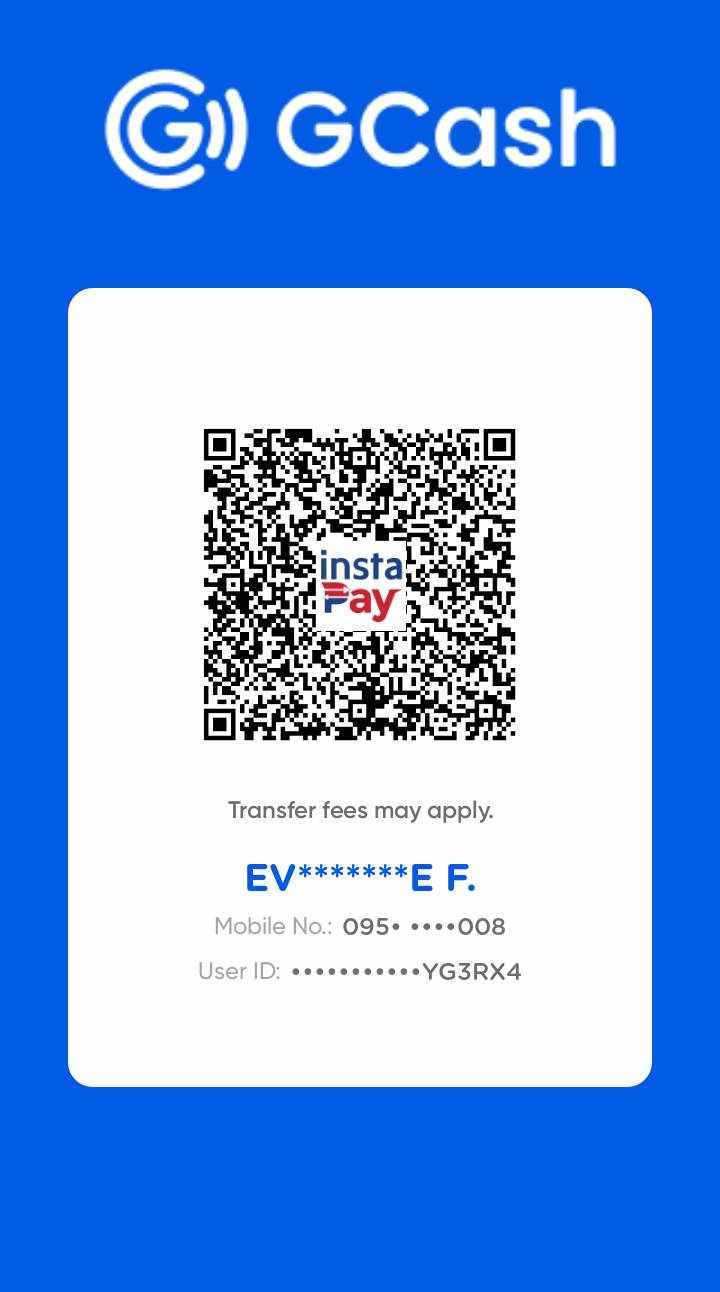 GCash
insta
Pay
Transfer fees may apply.
EV*******E F.
Mobile No.: 095• ••••008
User ID: •••••••••••YG3RX4